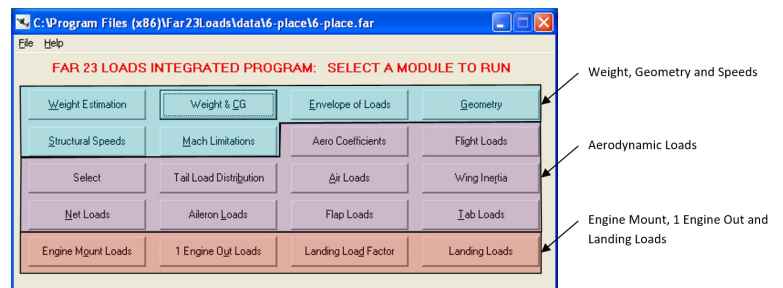 C:\Program Files (x86)\Far23Loads\data\6-place\6-place.far
File Help
FAR 23 LOADS INTEGRATED PROGRAM: SELECT A MODULE TO RUN
Weight Estimation Weight & CG Envelope of Loads Geometry
Structural Speeds Mach Limitations Aero Coefficients Flight Loads
Select Tail Load Distribution Air Loads Wing Inertia
Net Loads Aileron Loads Flap Loads Tab Loads
Engine Mount Loads 1 Engine Out Loads Landing Load Factor Landing Loads
Weight, Geometry and Speeds
Aerodynamic Loads
Engine Mount, 1 Engine Out and
Landing Loads